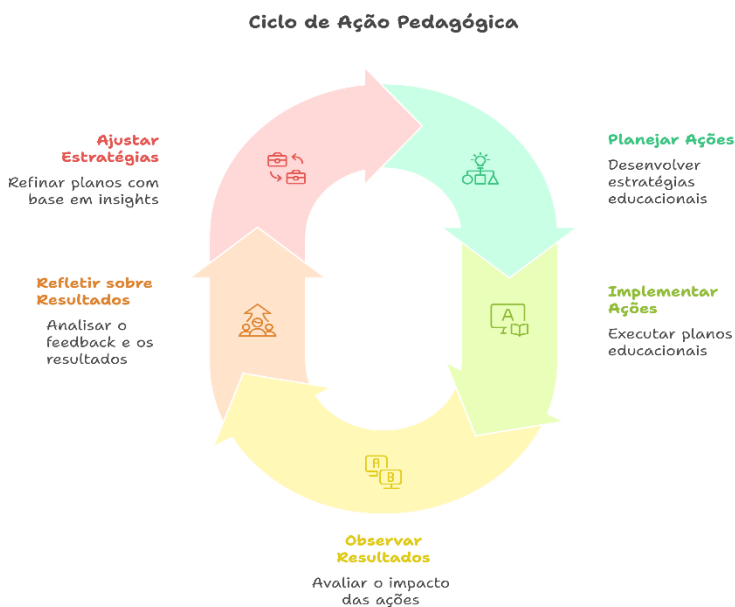 Ciclo de Ação Pedagógica
Planejar Ações
Desenvolver
estratégias
educacionais
Implementar
Ações
Executar planos
educacionais
A
Observar
Resultados
Avaliar o impacto
das ações
A
B
Refletir sobre
Resultados
Analisar o
feedback e os
resultados
Ajustar
Estratégias
Refinar planos com
base em insights